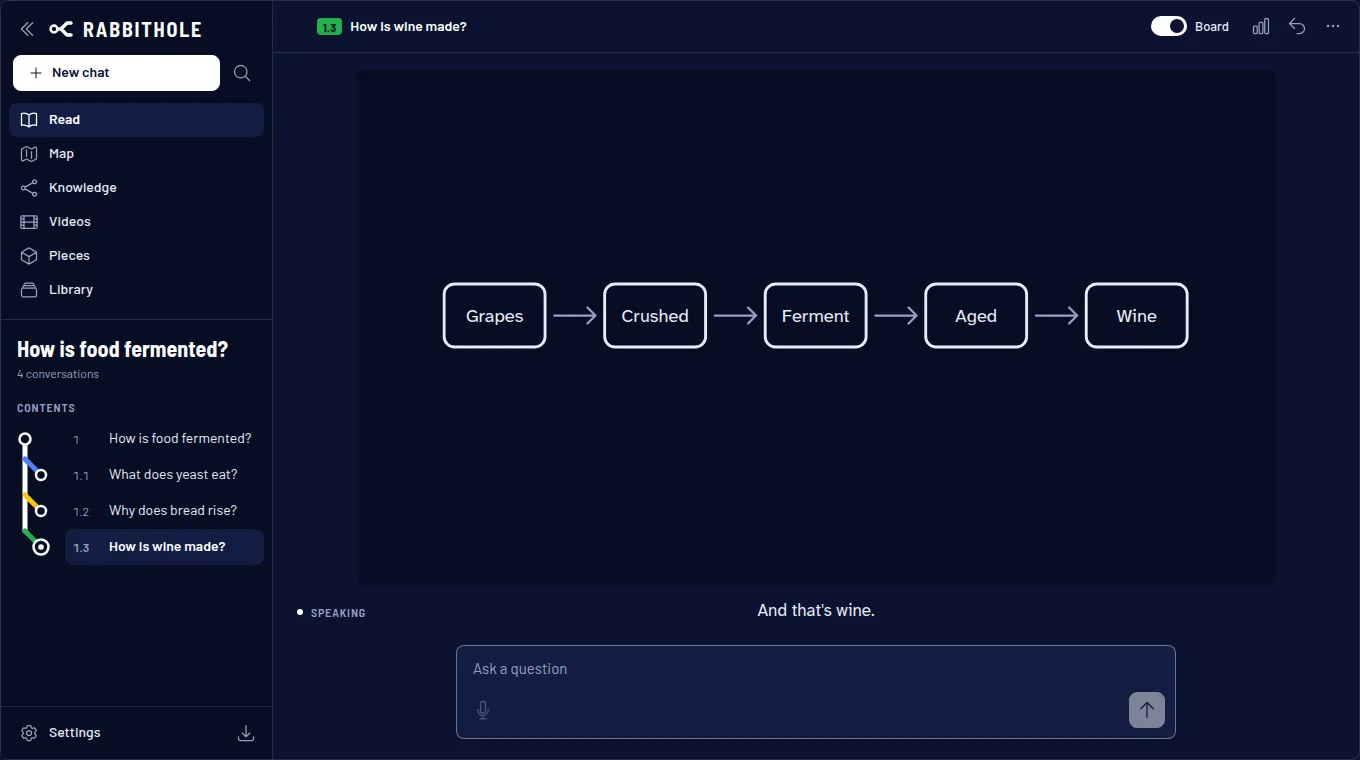 RABBITHOLE
New chat
Read
Map
Knowledge
Videos
Pieces
Library
How is food fermented?
4 conversations
CONTENTS
1 How is food fermented?
1.1 What does yeast eat?
1.2 Why does bread rise?
1.3 How is wine made?
Settings
1.3 How is wine made?
Board
Grapes
Crushed
Ferment
Aged
Wine
SPEAKING
And that's wine.
Ask a question